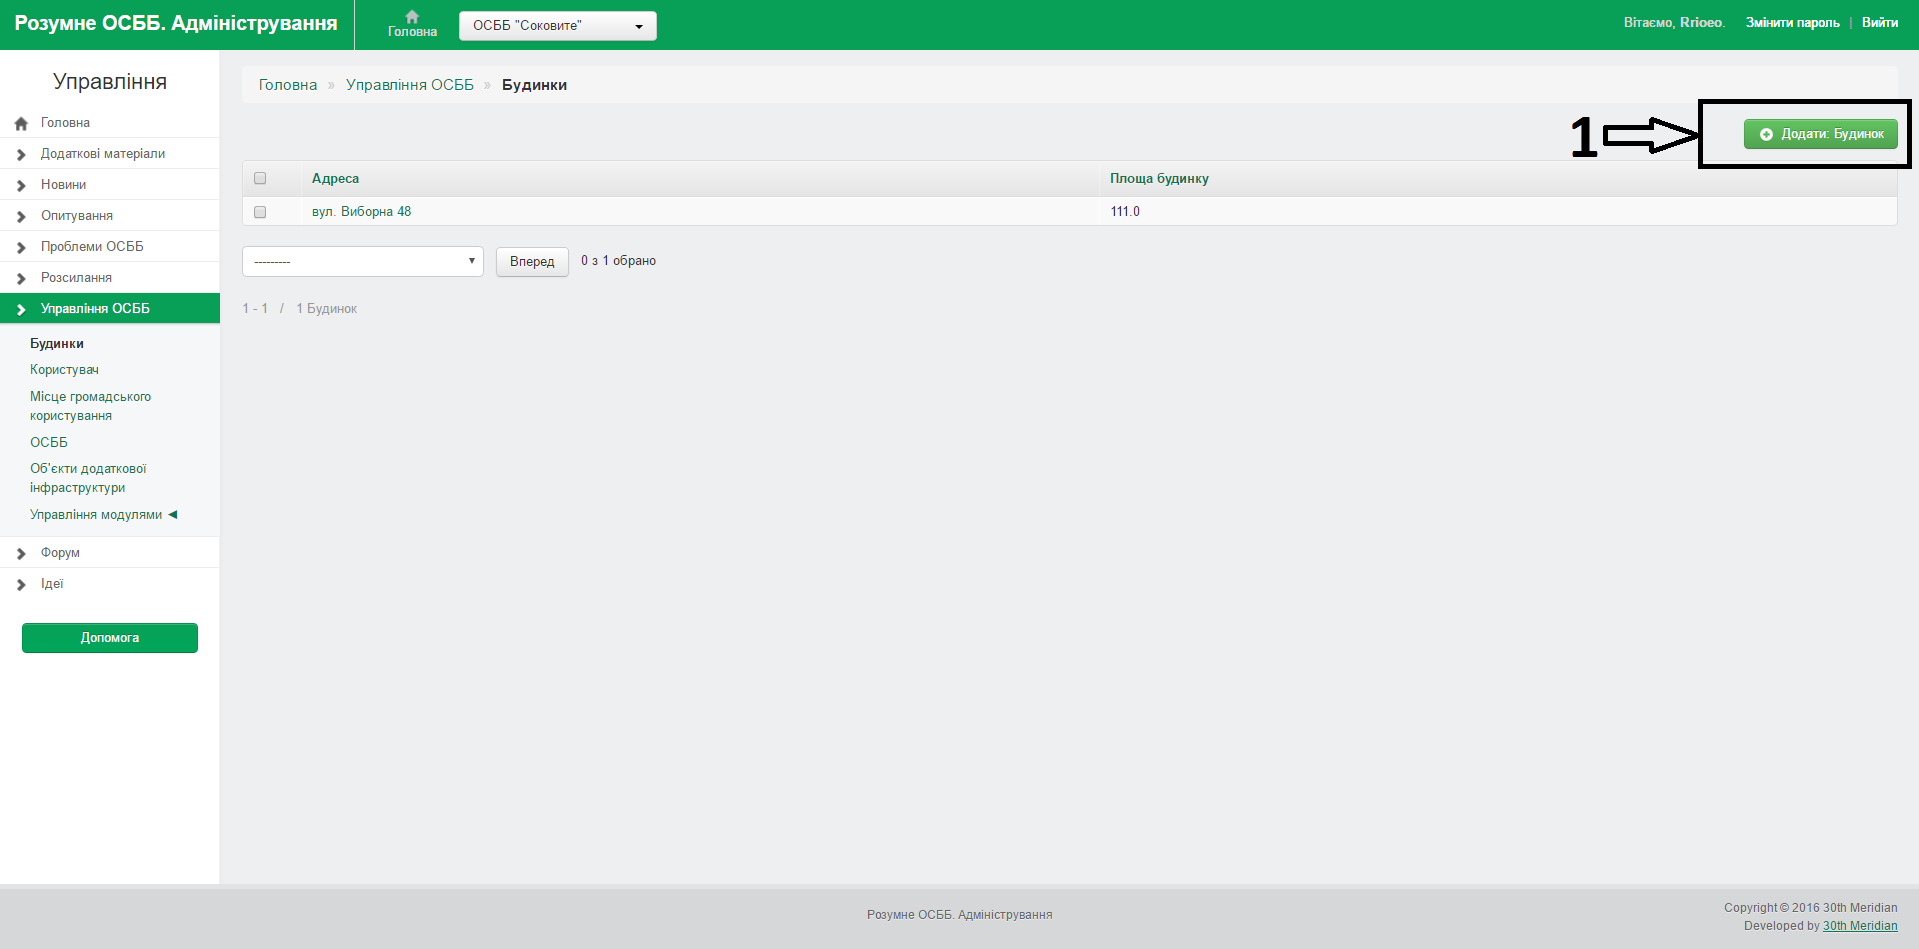 Розумне ОСББ. Адміністрування
Головна
ОСББ "Соковите"
Вітаємо, Rrioeo.
Змінити пароль | Вийти
Управління
Головна
Додаткові матеріали
Новини
Опитування
Проблеми ОСББ
Розсилання
Управління ОСББ
Будинки
Користувач
Місце громадського
користування
ОСББ
Об'єкти додаткової
інфраструктури
Управління модулями ◄
Форум
Ідеї
Допомога
Головна » Управління ОСББ » Будинки
1
Додати: Будинок
Адреса Площа будинку
вул. Виборна 48 111.0
---------
Вперед
0 з 1 обрано
1 - 1 / 1 Будинок
Розумне ОСББ. Адміністрування
Copyright © 2016 30th Meridian
Developed by 30th Meridian